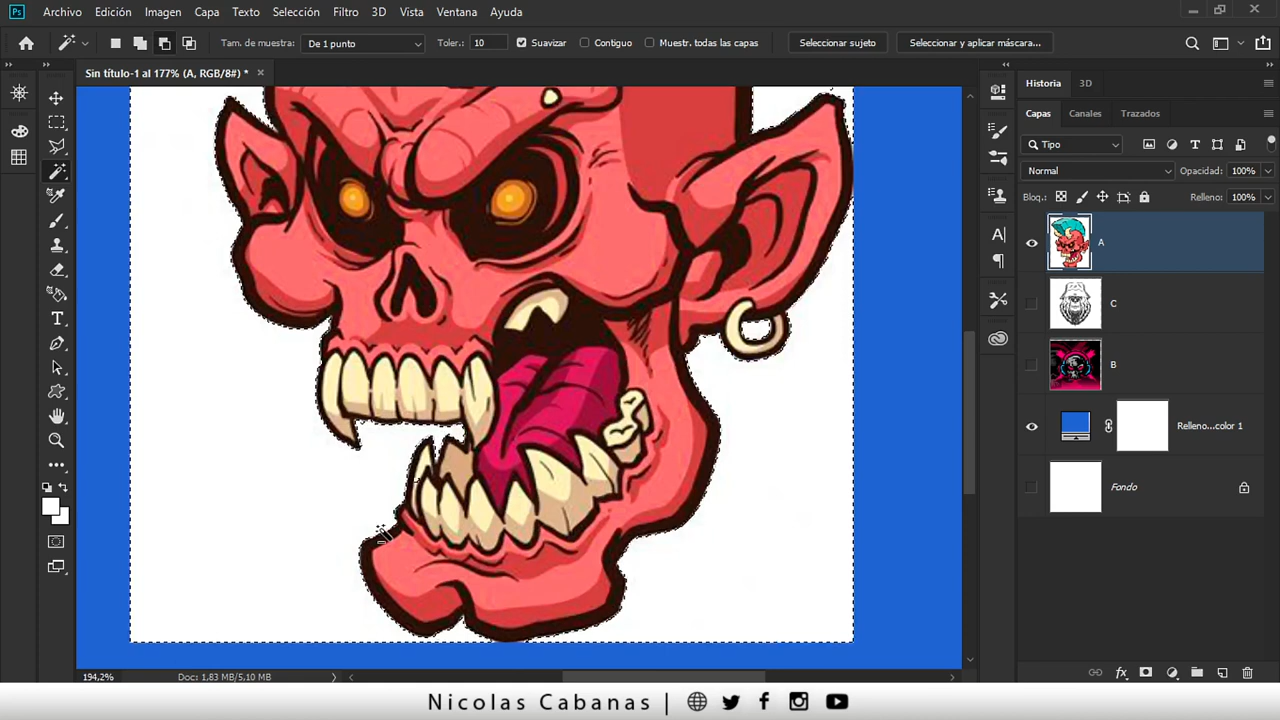 Ps Archivo Edición Imagen Capa Texto Selección Filtro 3D Vista Ventana Ayuda
Tam. de muestra: De 1 punto Toler.: 10 Suavizar Contiguo Muestr. todas las capas Seleccionar sujeto Seleccionar y aplicar máscara...
Sin título-1 al 177% (A, RGB/8#) *
Historia 3D
Capas Canales Trazados
Tipo
Normal Opacidad: 100%
Bloq.: Relleno: 100%
A
C
B
Relleno...color 1
Fondo
194,2% Doc: 1,83 MB/5,10 MB
Nicolas Cabanas |